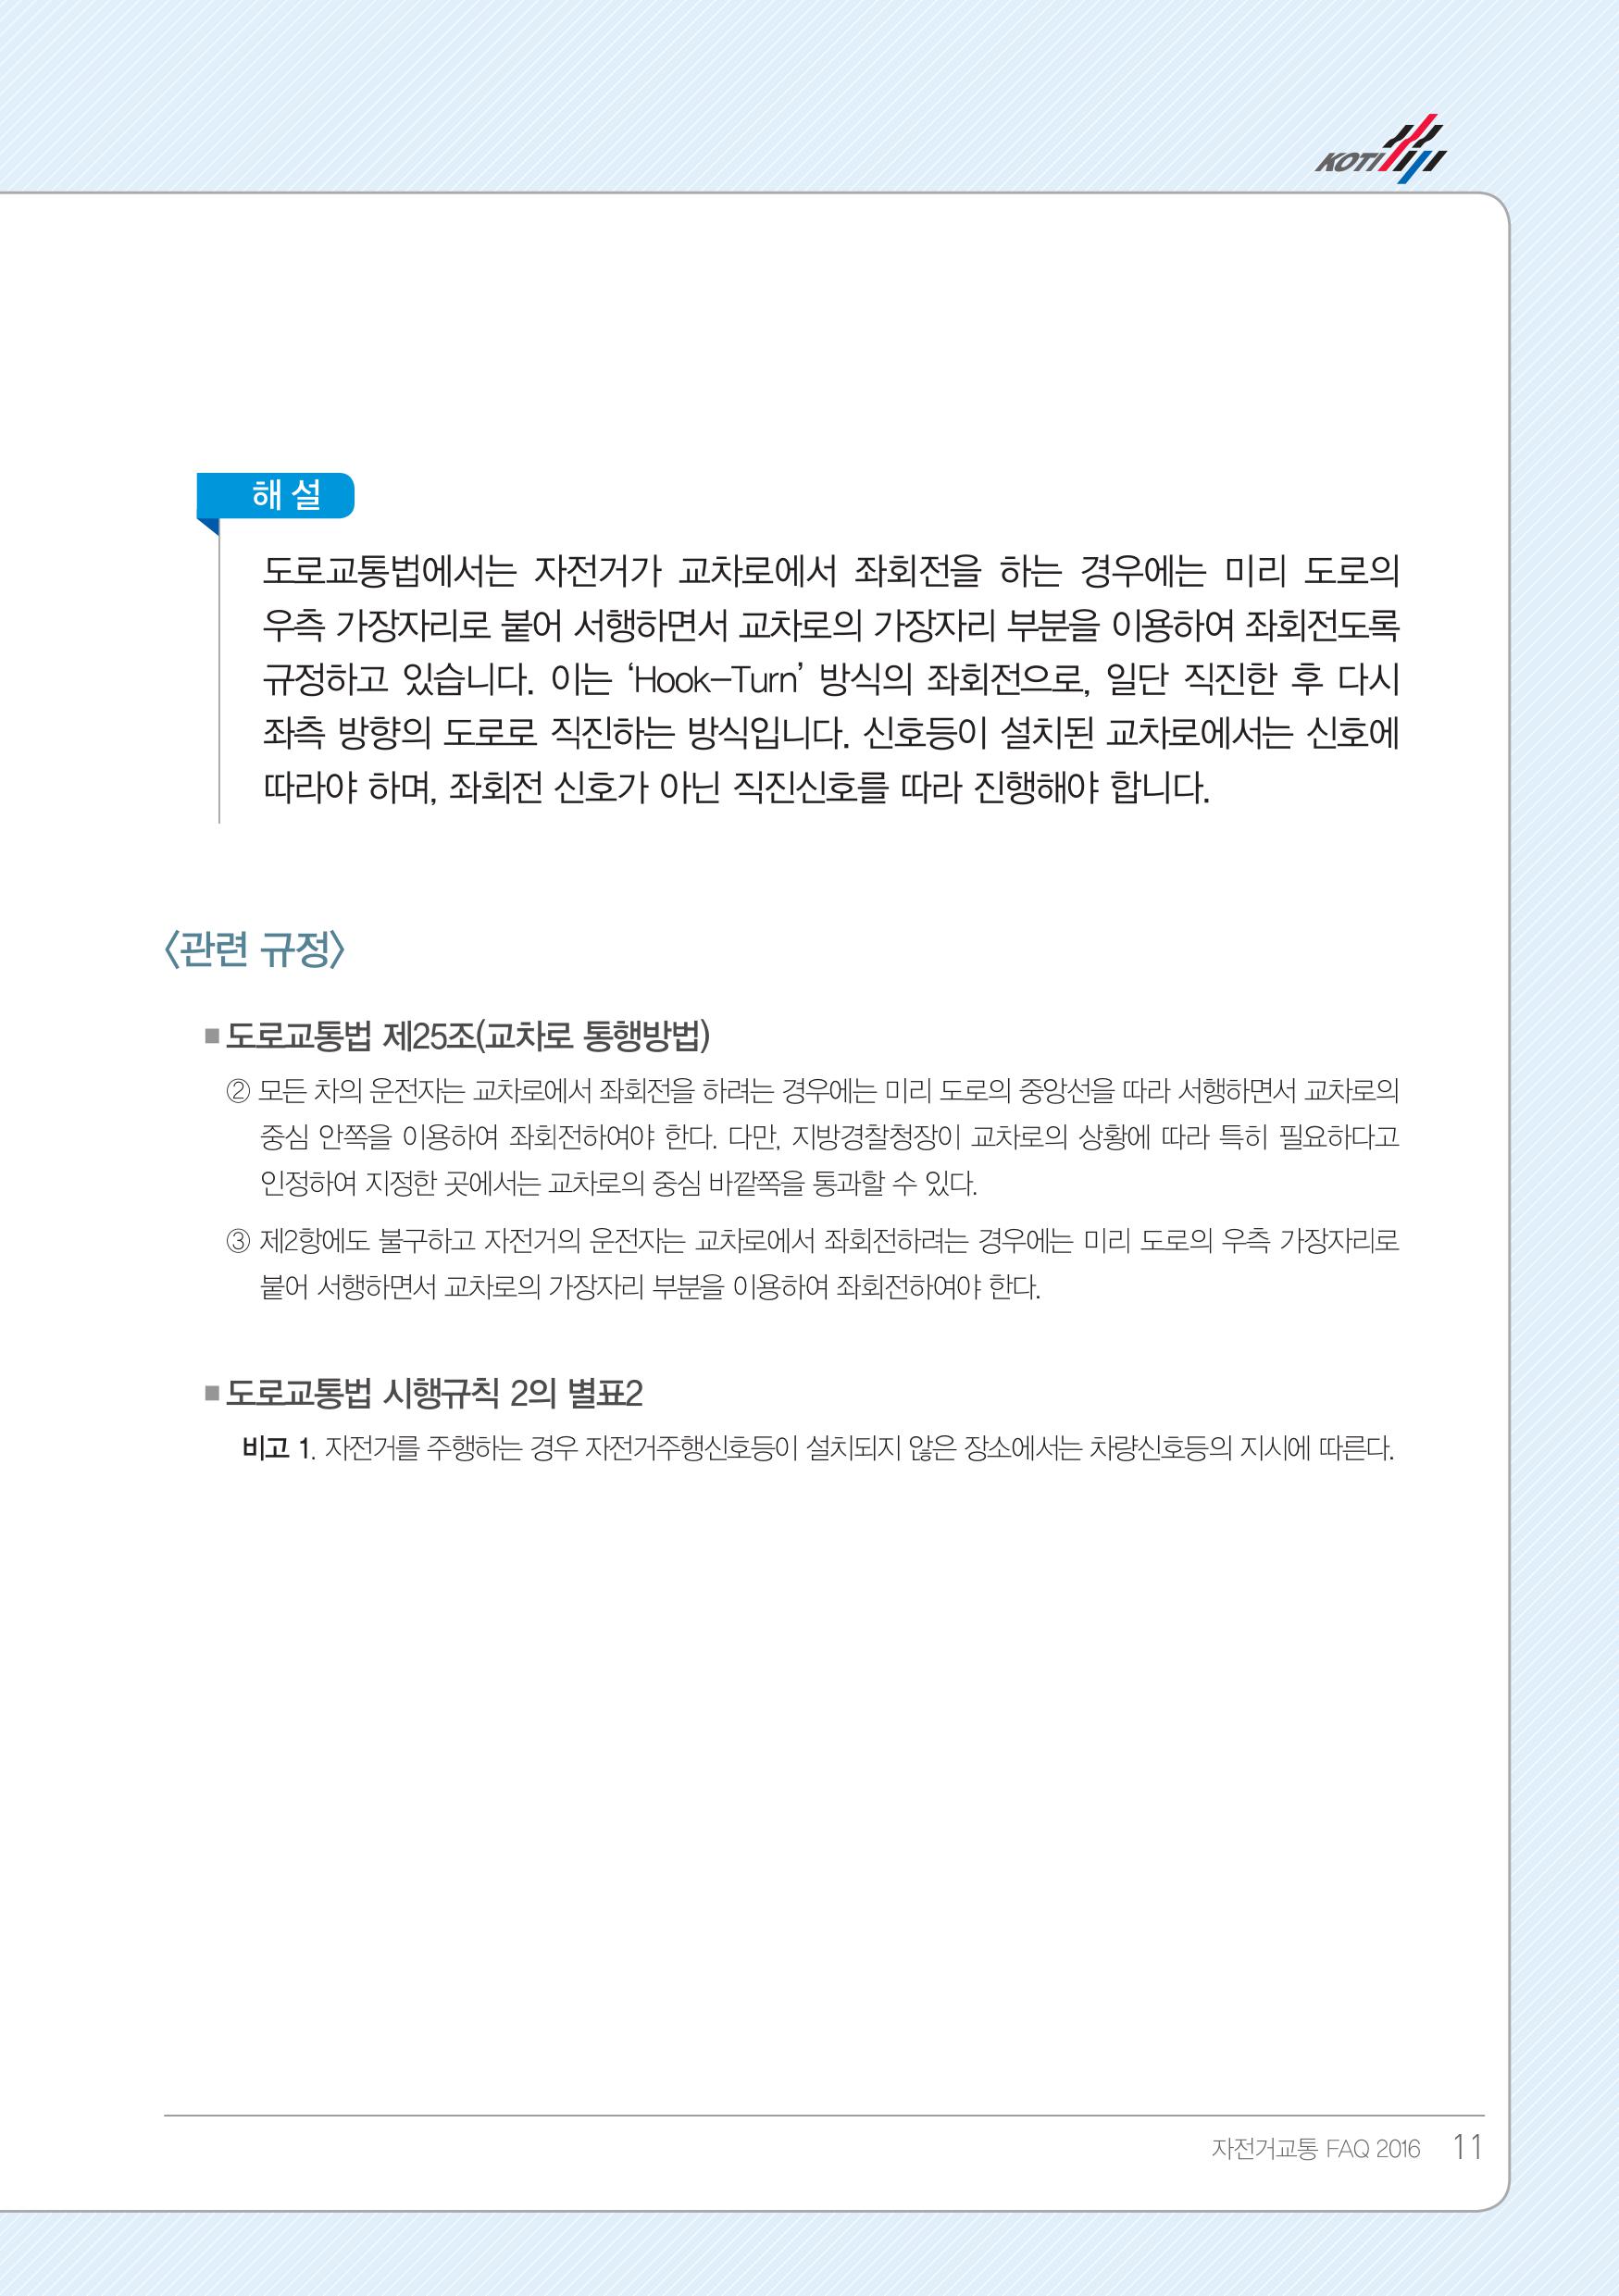 KOTI
해 설
도로교통법에서는 자전거가 교차로에서 좌회전을 하는 경우에는 미리 도로의
우측 가장자리로 붙어 서행하면서 교차로의 가장자리 부분을 이용하여 좌회전도록
규정하고 있습니다. 이는 ‘Hook-Turn’ 방식의 좌회전으로, 일단 직진한 후 다시
좌측 방향의 도로로 직진하는 방식입니다. 신호등이 설치된 교차로에서는 신호에
따라야 하며, 좌회전 신호가 아닌 직진신호를 따라 진행해야 합니다.
〈관련 규정〉
■ 도로교통법 제25조(교차로 통행방법)
② 모든 차의 운전자는 교차로에서 좌회전을 하려는 경우에는 미리 도로의 중앙선을 따라 서행하면서 교차로의
중심 안쪽을 이용하여 좌회전하여야 한다. 다만, 지방경찰청장이 교차로의 상황에 따라 특히 필요하다고
인정하여 지정한 곳에서는 교차로의 중심 바깥쪽을 통과할 수 있다.
③ 제2항에도 불구하고 자전거의 운전자는 교차로에서 좌회전하려는 경우에는 미리 도로의 우측 가장자리로
붙어 서행하면서 교차로의 가장자리 부분을 이용하여 좌회전하여야 한다.
■ 도로교통법 시행규칙 2의 별표2
비고 1. 자전거를 주행하는 경우 자전거주행신호등이 설치되지 않은 장소에서는 차량신호등의 지시에 따른다.
자전거교통 FAQ 2016 11